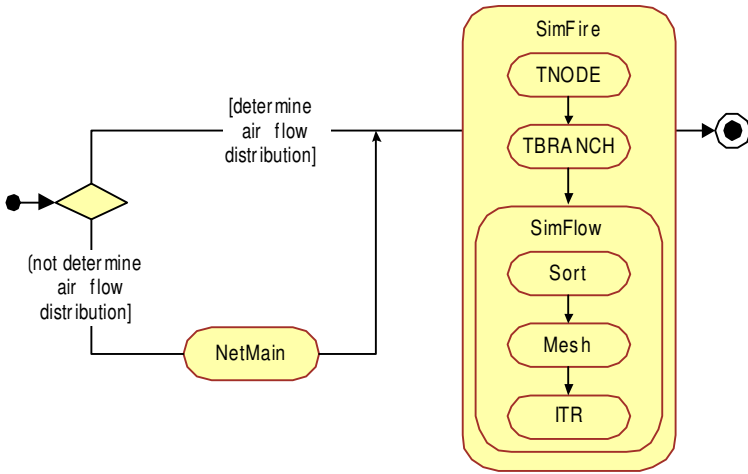 SimFire
TNODE
[determine
air flow
distribution]
TBRANCH
SimFlow
(not determine
air flow
distribution]
Sort
NetMain
Mesh
ITR